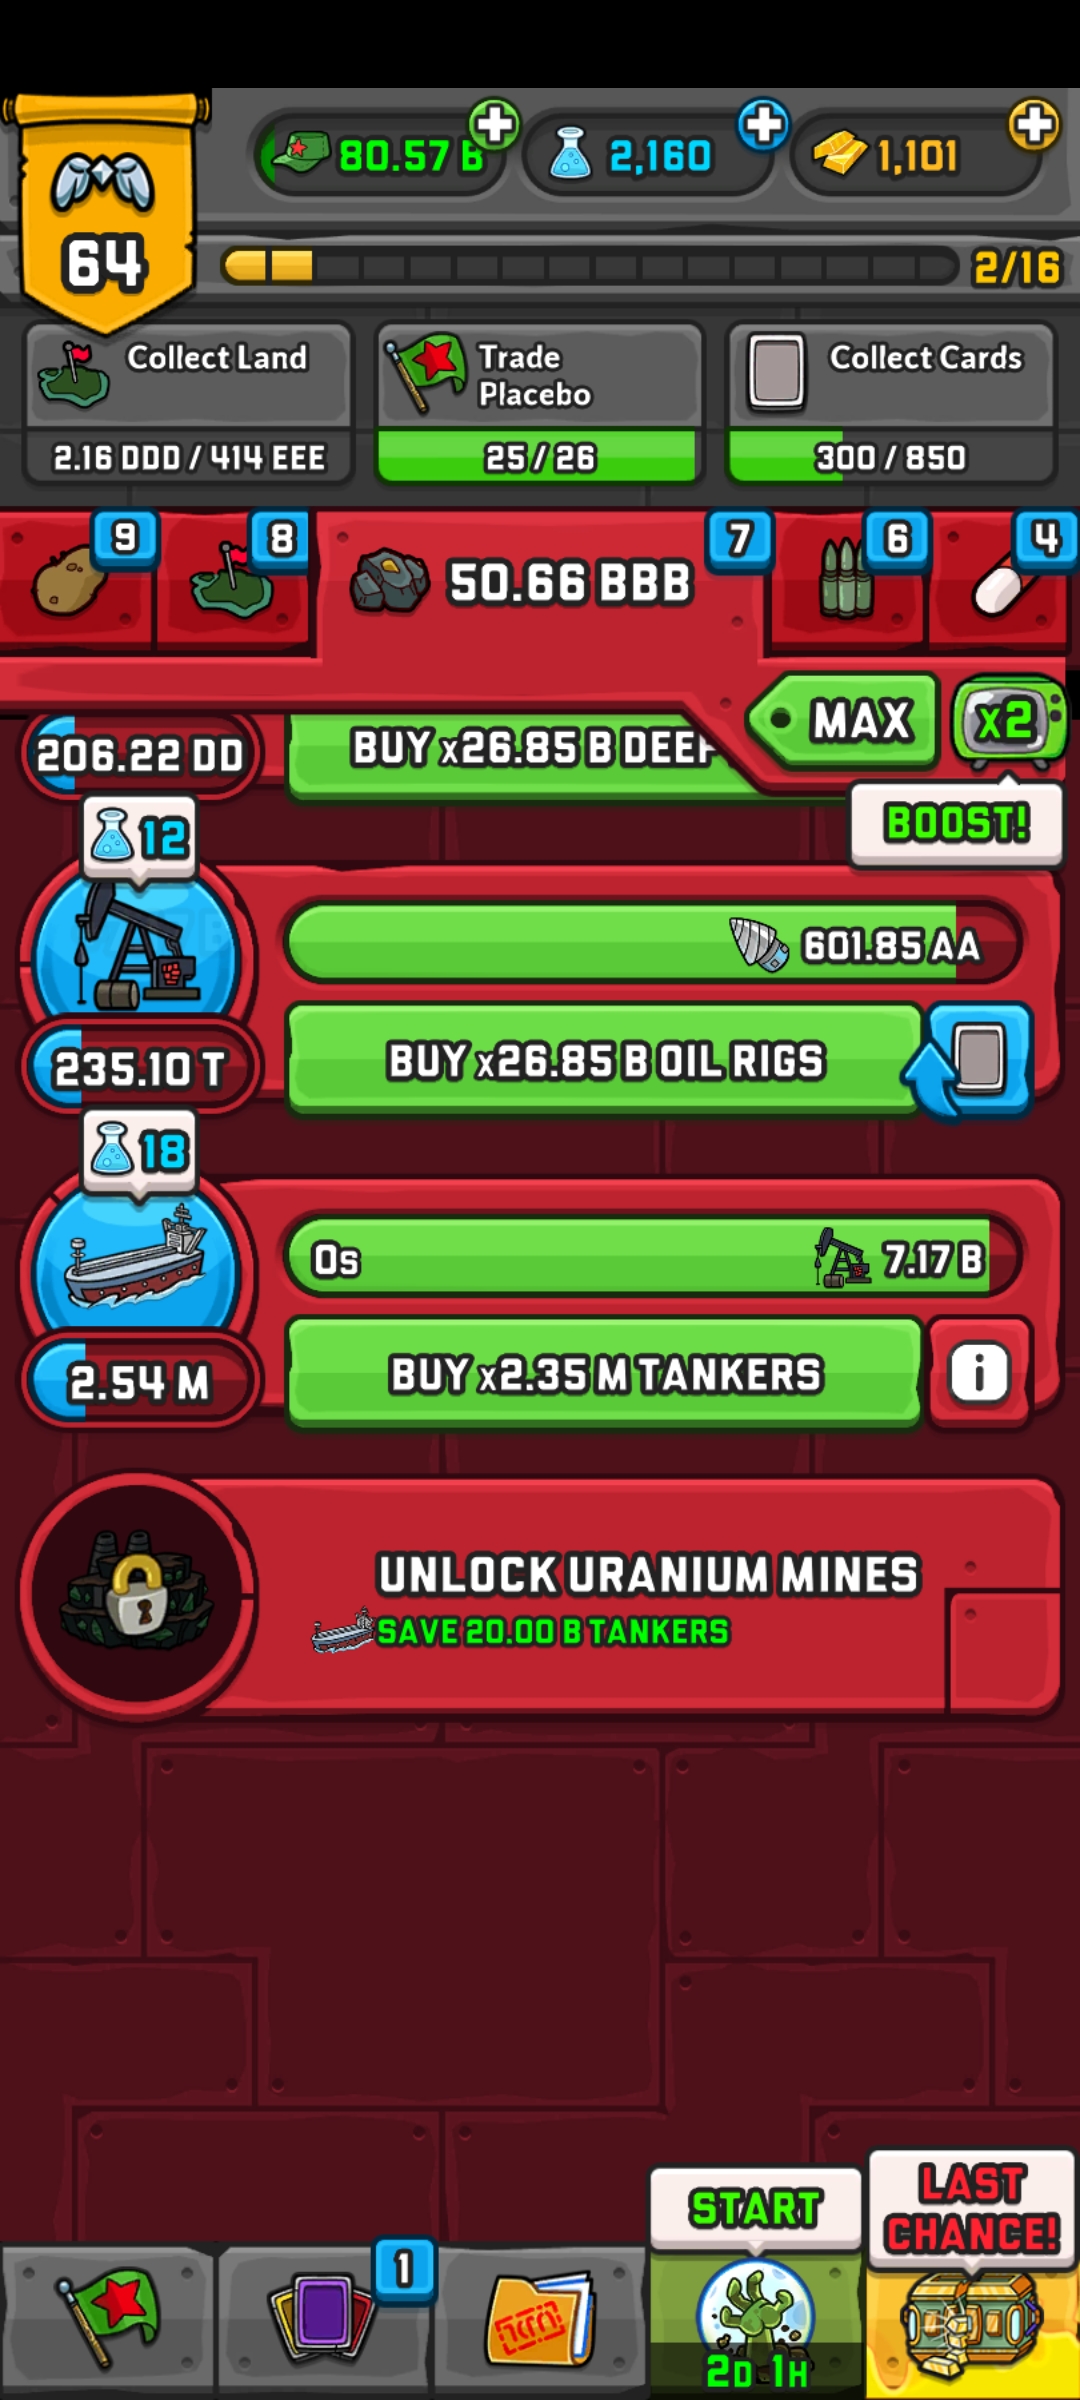 80.57 B
2,160
1,101
64
2/16
Collect Land
2.16 DDD / 414 EEE
Trade
Placebo
25 / 26
Collect Cards
300 / 850
9
8
50.66 BBB
7
6
4
206.22 DD
BUY x26.85 B DEEP
MAX
x2
BOOST!
12
601.85 AA
235.10 T
BUY x26.85 B OIL RIGS
18
0s
7.17 B
2.54 M
BUY x2.35 M TANKERS
i
UNLOCK URANIUM MINES
SAVE 20.00 B TANKERS
1
START
2D 1H
LAST
CHANCE!